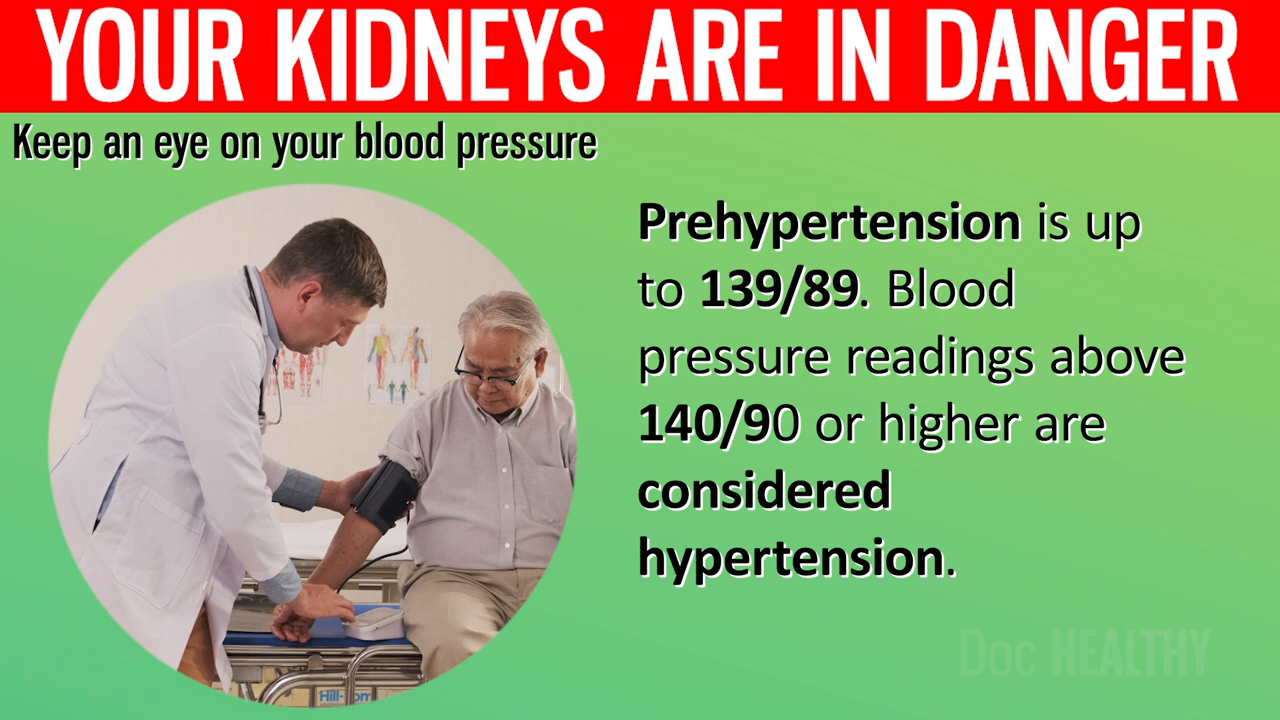 YOUR KIDNEYS ARE IN DANGER
Keep an eye on your blood pressure
Prehypertension is up
to 139/89. Blood
pressure readings above
140/90 or higher are
considered
hypertension.
Doc HEALTHY